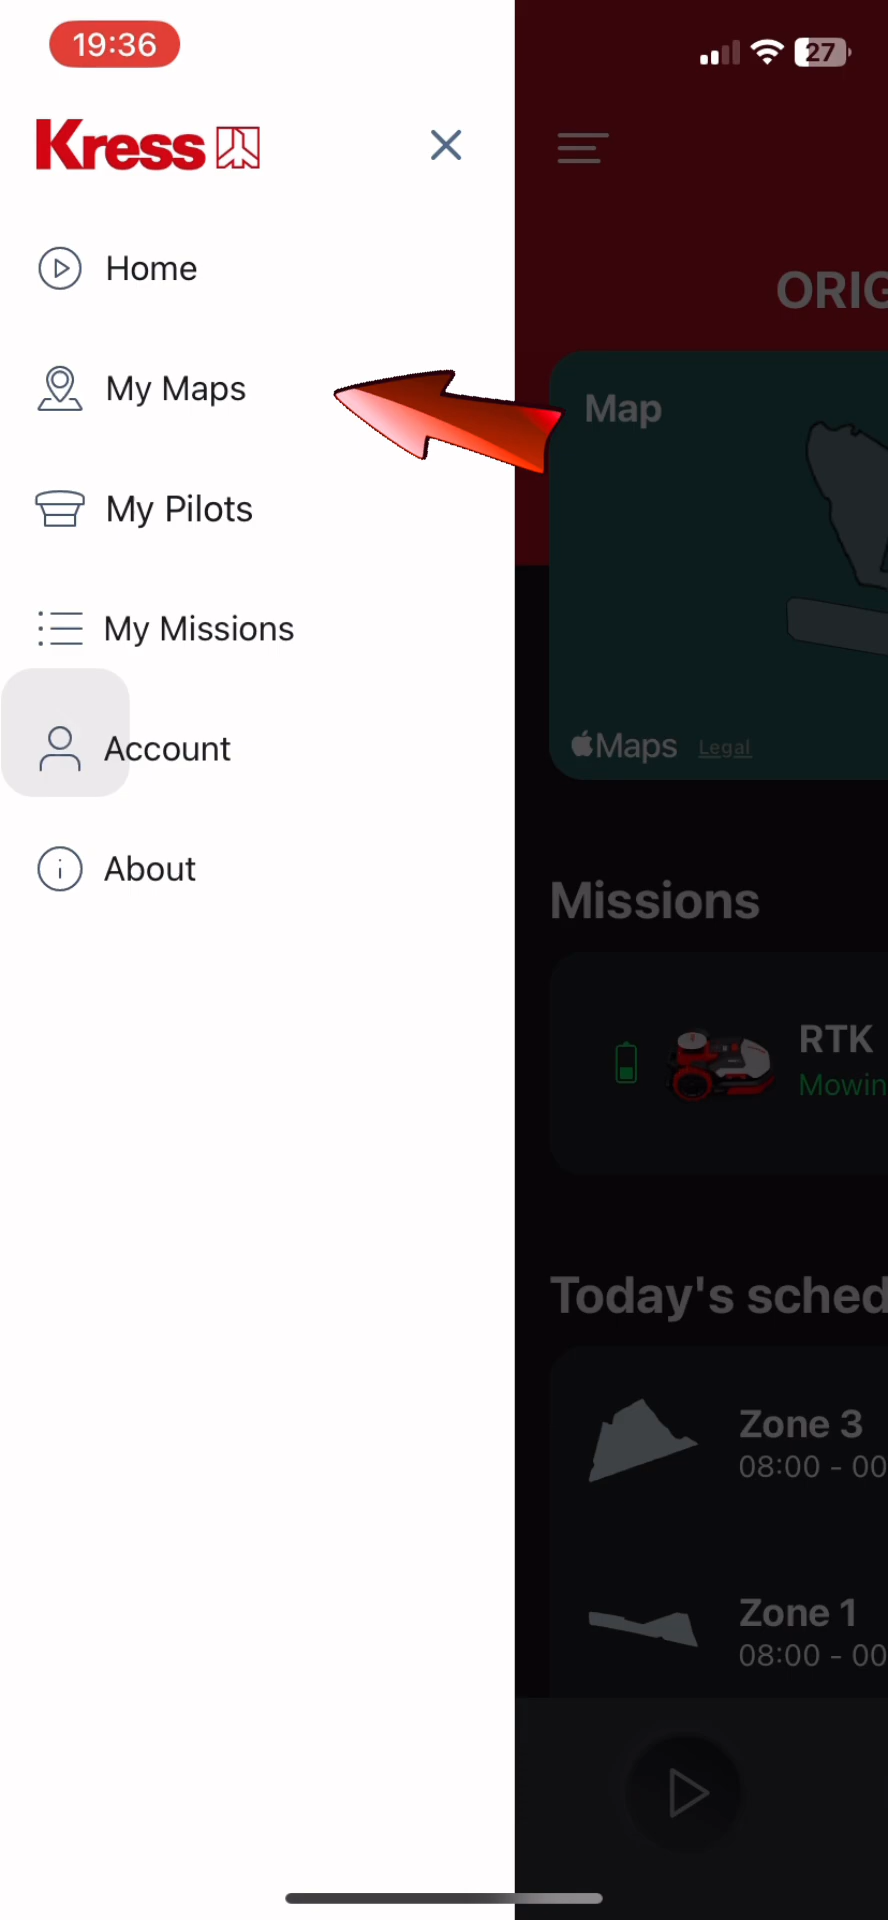 19:36
27
Kress
Home
My Maps
My Pilots
My Missions
Account
About
ORIG
Map
Maps Legal
Missions
RTK
Mowin
Today's sched
Zone 3
08:00 - 00
Zone 1
08:00 - 00